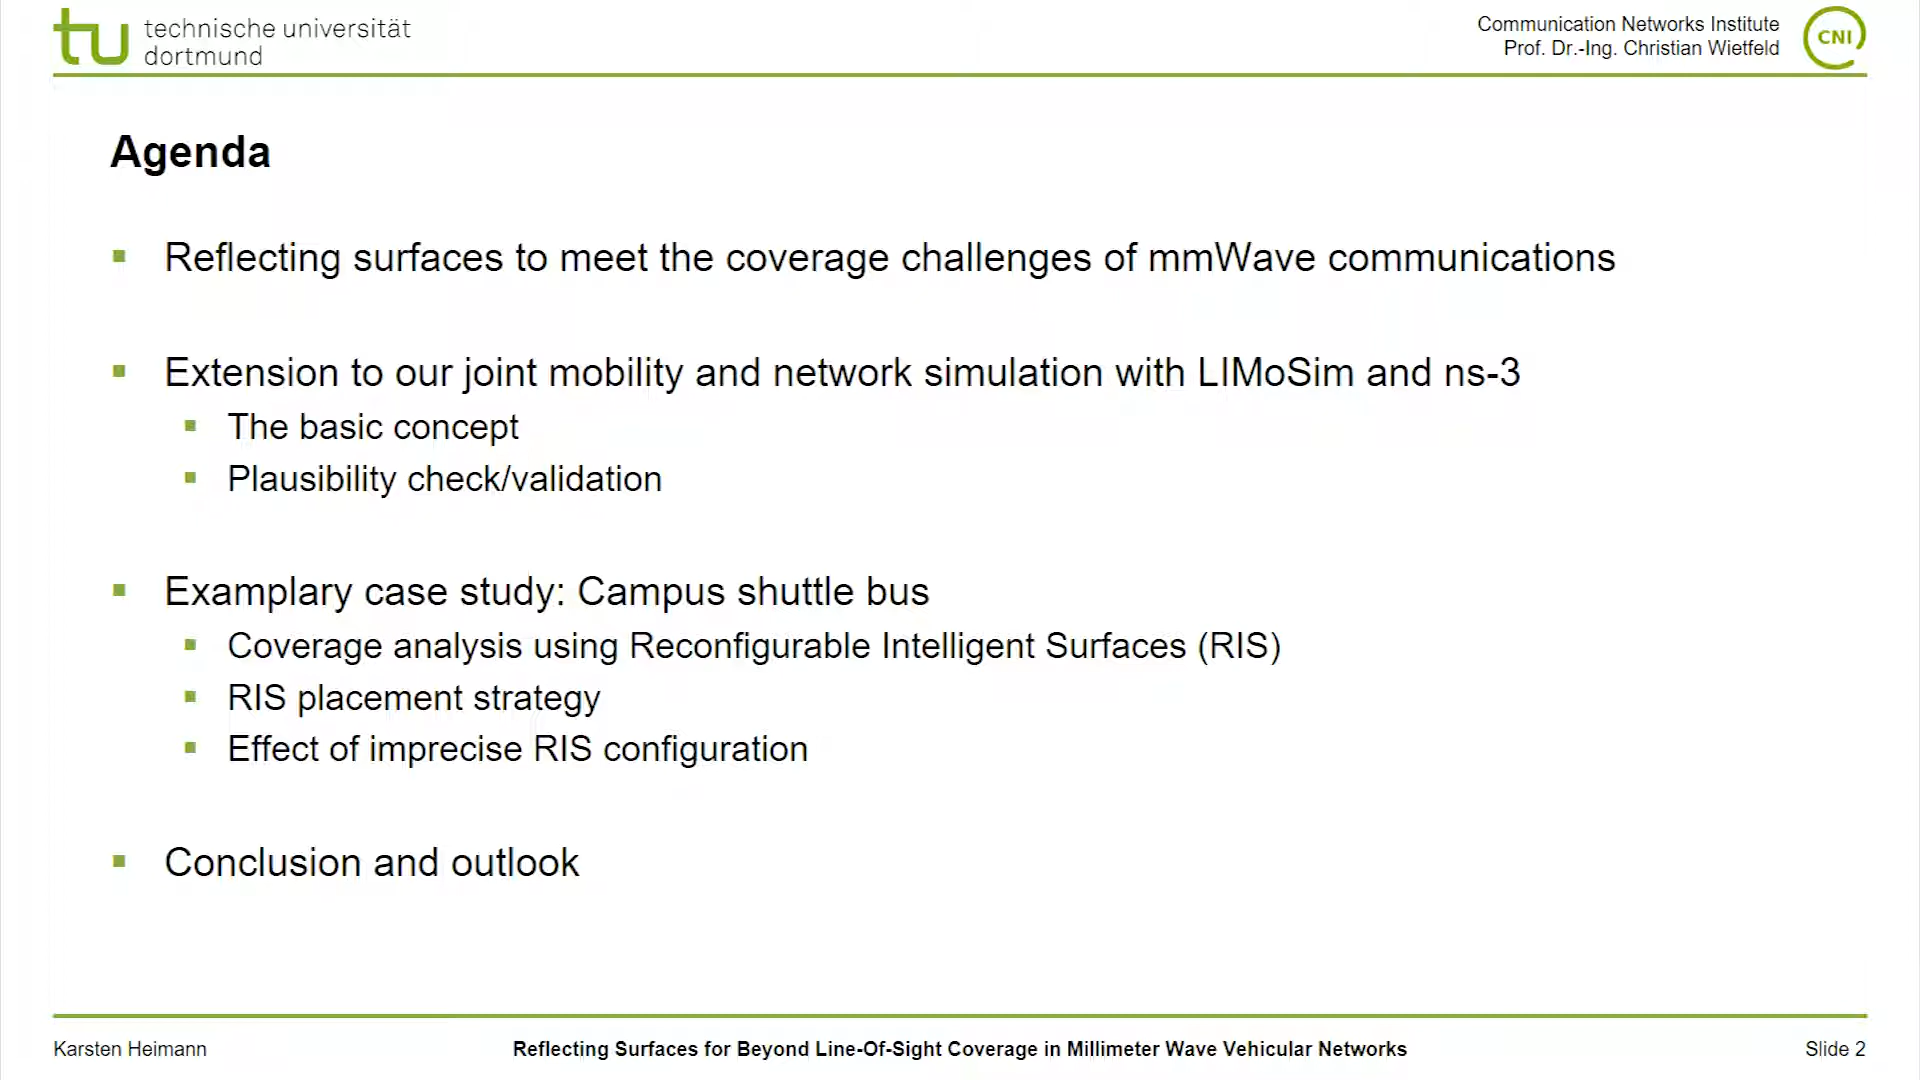 technische universität
dortmund
Communication Networks Institute
Prof. Dr.-Ing. Christian Wietfeld
CNI
Agenda
Reflecting surfaces to meet the coverage challenges of mmWave communications
Extension to our joint mobility and network simulation with LIMoSim and ns-3
The basic concept
Plausibility check/validation
Examplary case study: Campus shuttle bus
Coverage analysis using Reconfigurable Intelligent Surfaces (RIS)
RIS placement strategy
Effect of imprecise RIS configuration
Conclusion and outlook
Karsten Heimann
Reflecting Surfaces for Beyond Line-Of-Sight Coverage in Millimeter Wave Vehicular Networks
Slide 2